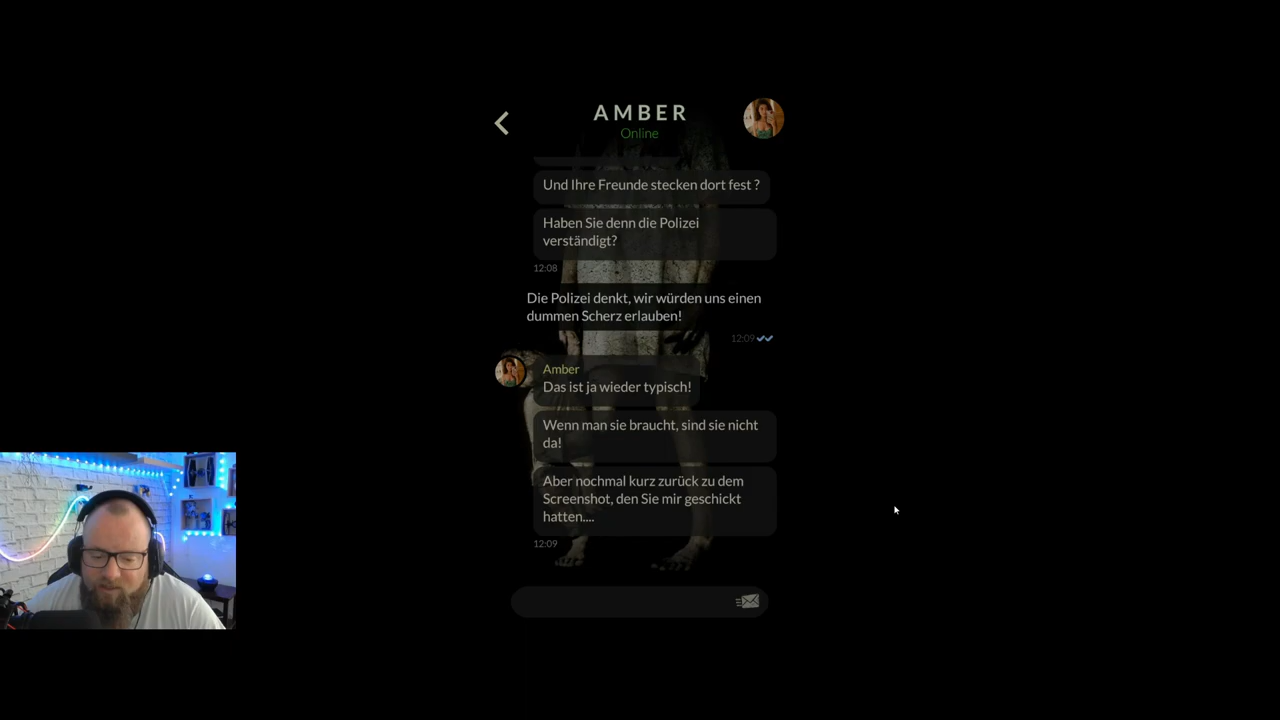 AMBER
Online
Und Ihre Freunde stecken dort fest ?
Haben Sie denn die Polizei
verständigt?
12:08
Die Polizei denkt, wir würden uns einen
dummen Scherz erlauben!
12:09
Amber
Das ist ja wieder typisch!
Wenn man sie braucht, sind sie nicht
da!
Aber nochmal kurz zurück zu dem
Screenshot, den Sie mir geschickt
hatten....
12:09